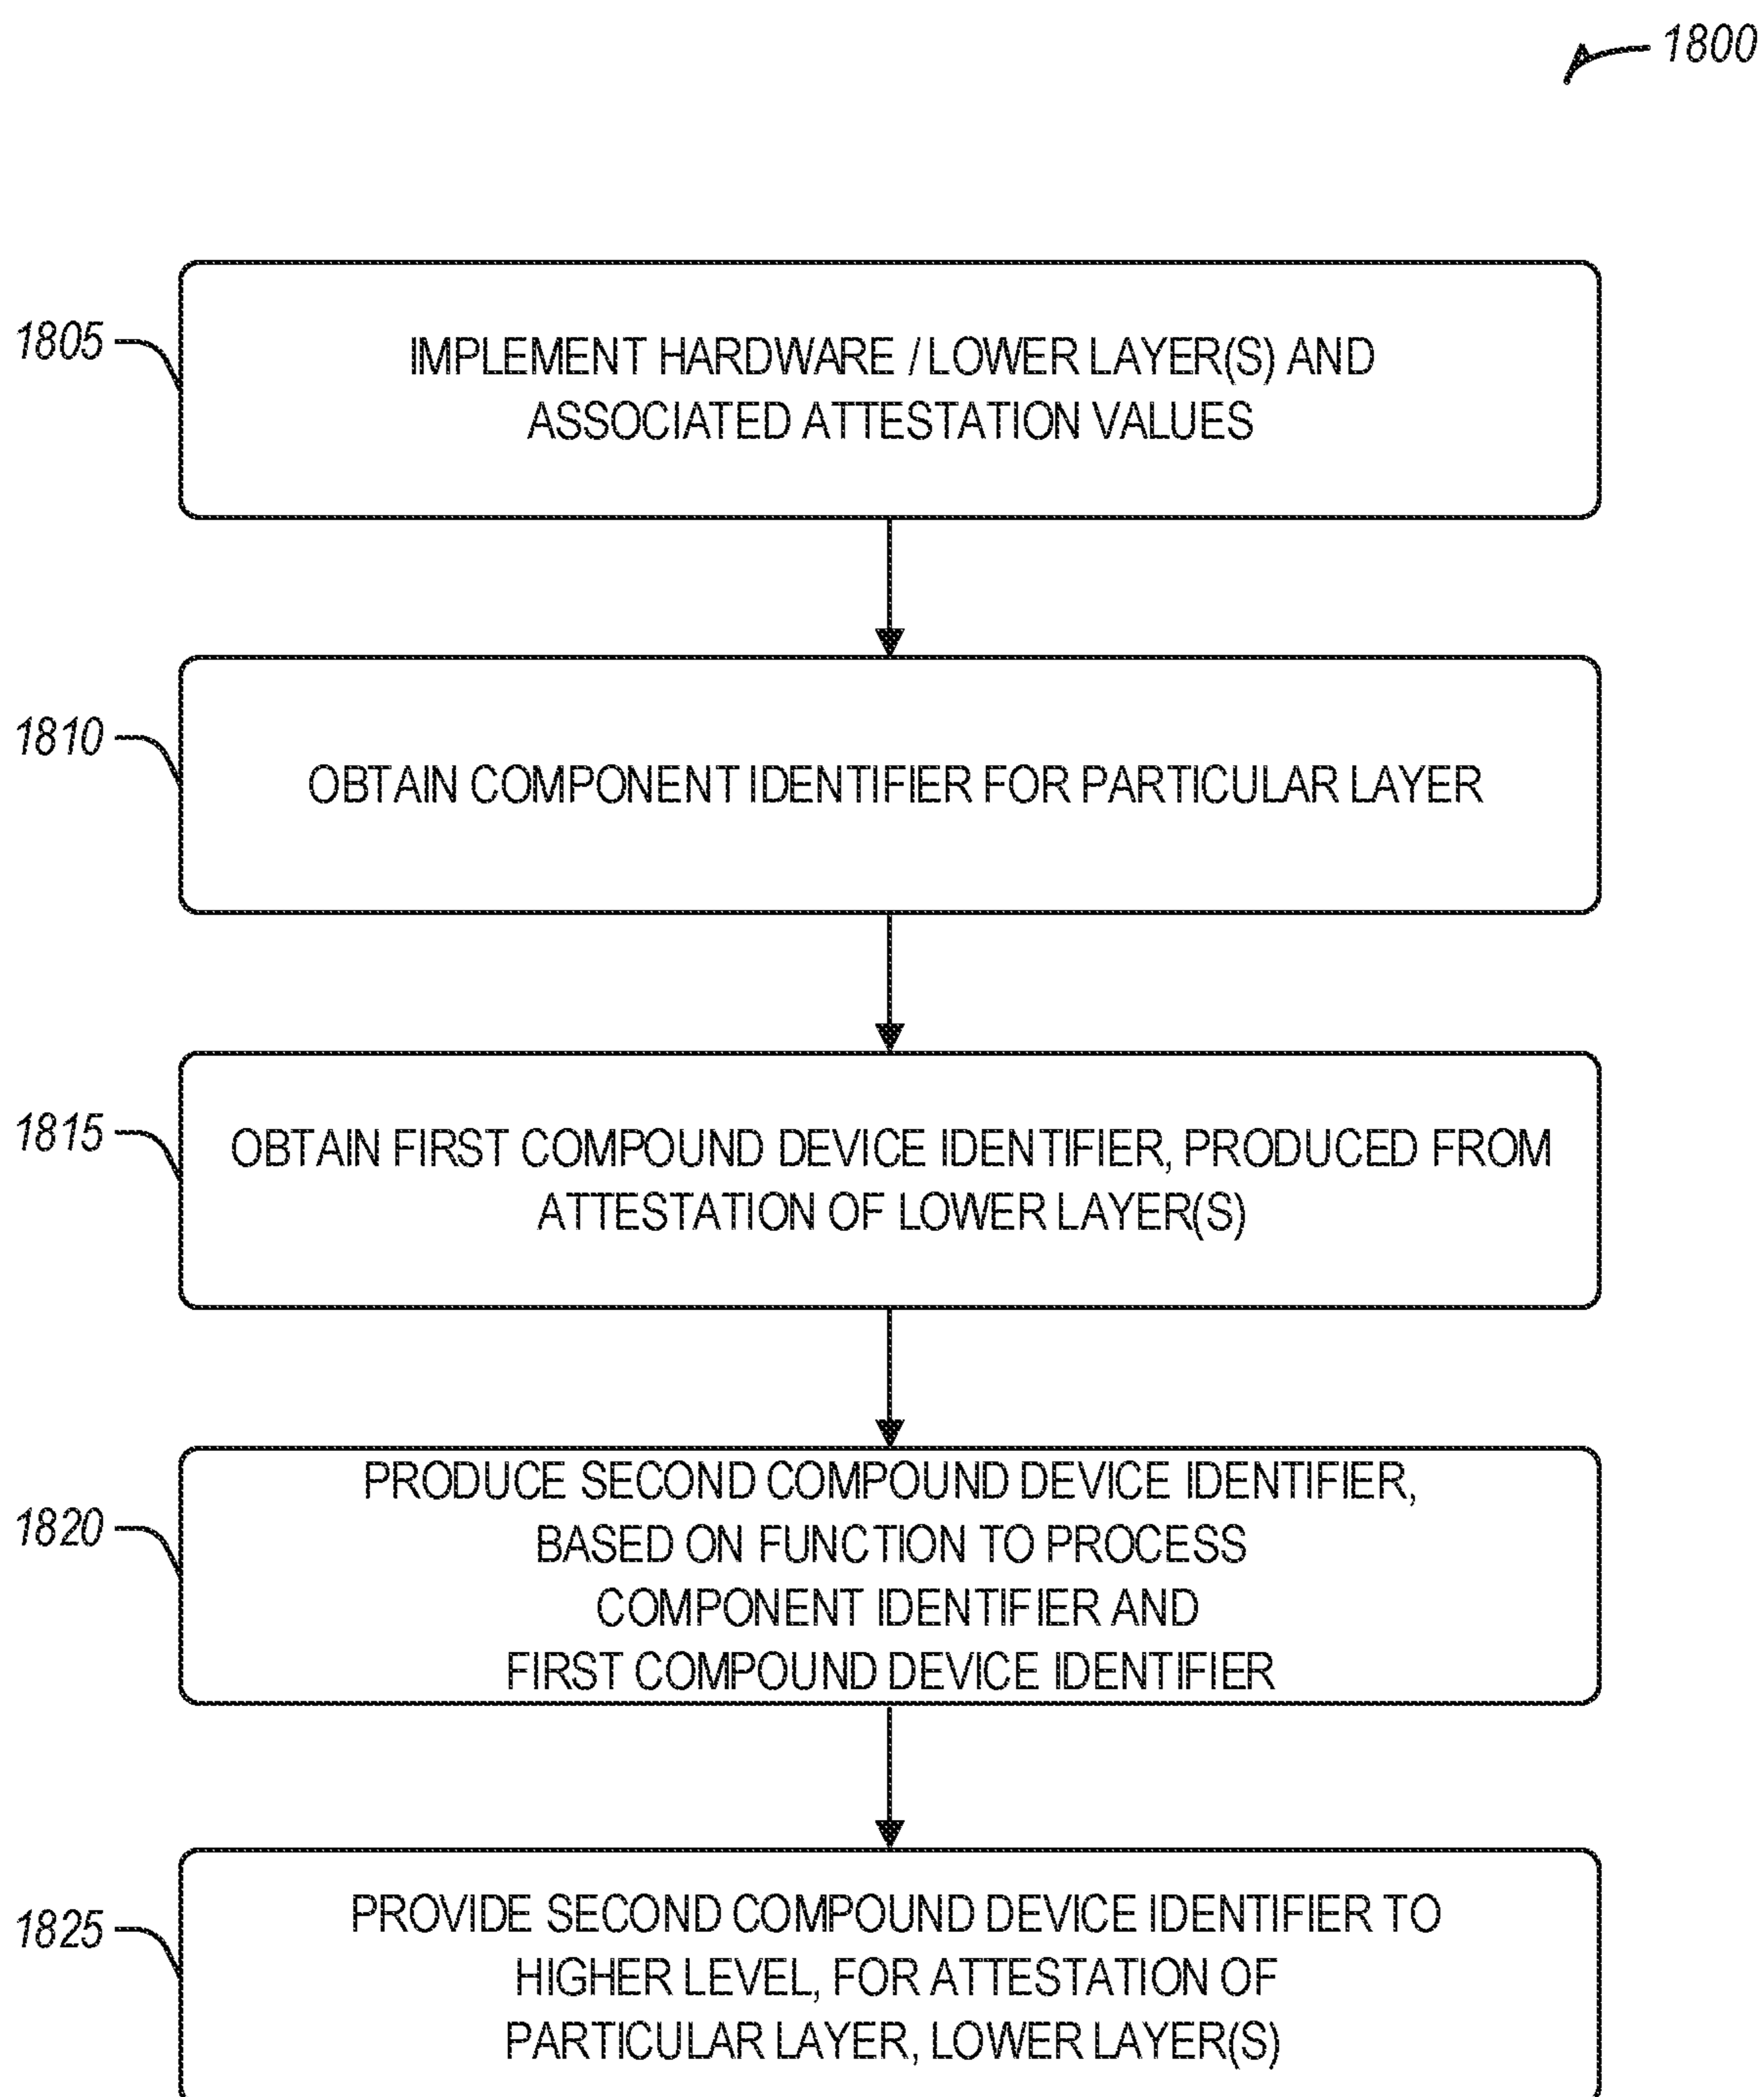 1800
1805
IMPLEMENT HARDWARE / LOWER LAYER(S) AND
ASSOCIATED ATTESTATION VALUES
1810
OBTAIN COMPONENT IDENTIFIER FOR PARTICULAR LAYER
1815
OBTAIN FIRST COMPOUND DEVICE IDENTIFIER, PRODUCED FROM
ATTESTATION OF LOWER LAYER(S)
1820
PRODUCE SECOND COMPOUND DEVICE IDENTIFIER,
BASED ON FUNCTION TO PROCESS
COMPONENT IDENTIFIER AND
FIRST COMPOUND DEVICE IDENTIFIER
1825
PROVIDE SECOND COMPOUND DEVICE IDENTIFIER TO
HIGHER LEVEL, FOR ATTESTATION OF
PARTICULAR LAYER, LOWER LAYER(S)